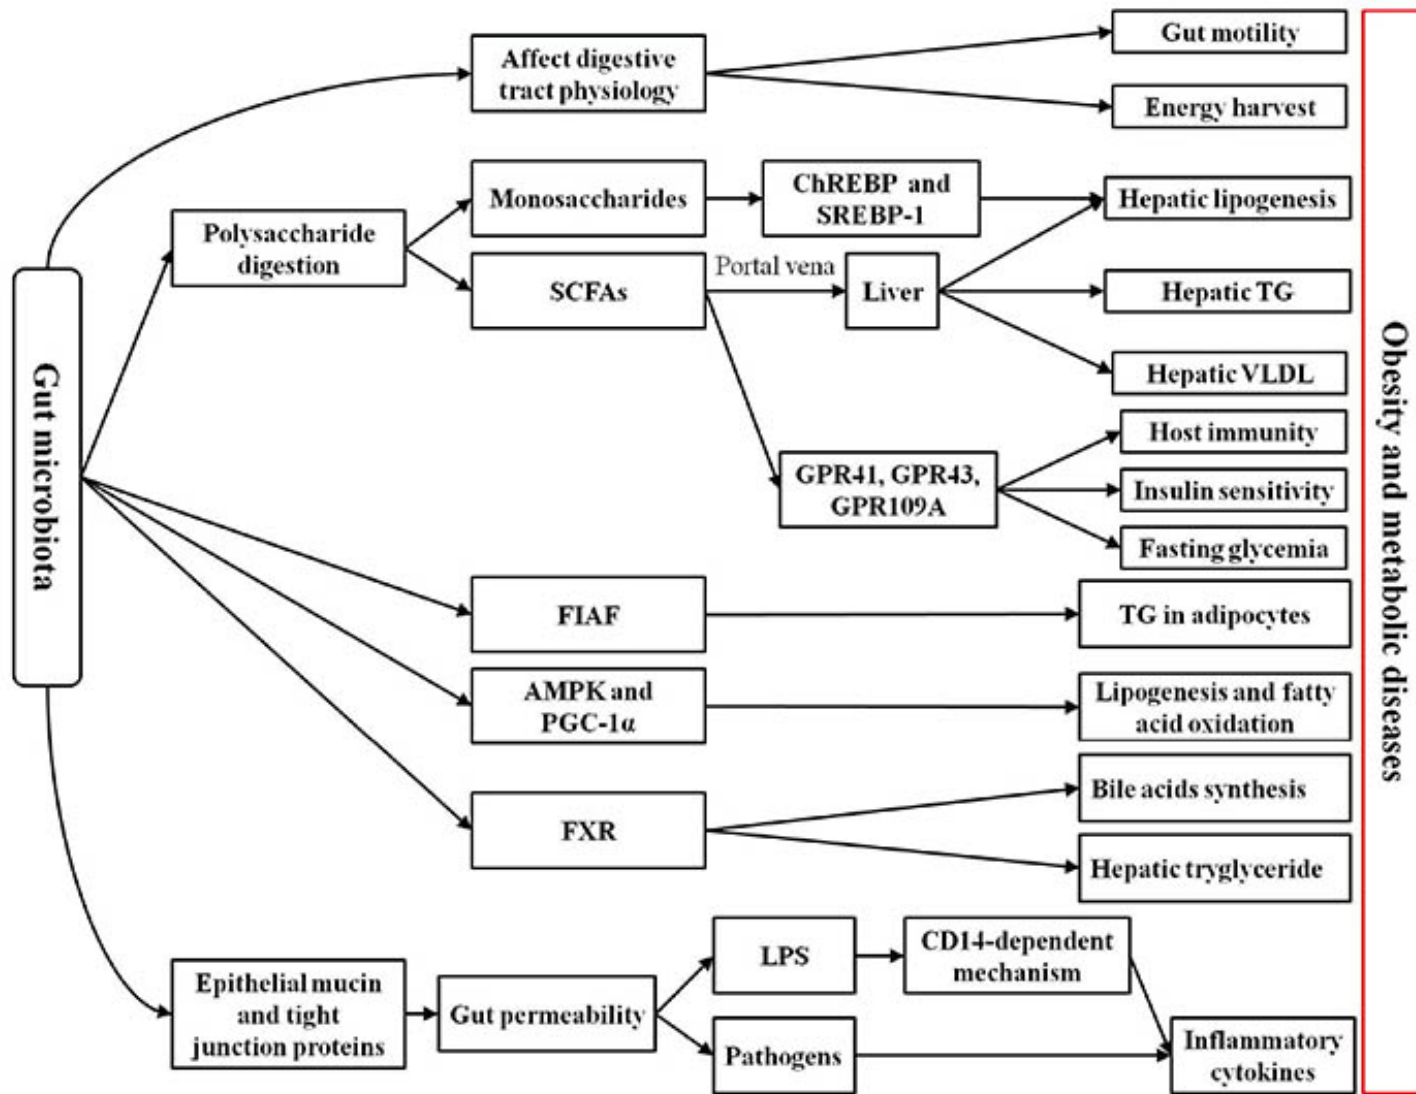 Gut microbiota
Affect digestive
tract physiology
Gut motility
Energy harvest
Polysaccharide
digestion
Monosaccharides
ChREBP and
SREBP-1
Hepatic lipogenesis
SCFAs
Portal vena
Liver
Hepatic TG
Hepatic VLDL
GPR41, GPR43,
GPR109A
Host immunity
Insulin sensitivity
Fasting glycemia
FIAF
TG in adipocytes
AMPK and
PGC-1α
Lipogenesis and fatty
acid oxidation
FXR
Bile acids synthesis
Hepatic tryglyceride
Epithelial mucin
and tight
junction proteins
Gut permeability
LPS
CD14-dependent
mechanism
Pathogens
Inflammatory
cytokines
Obesity and metabolic diseases